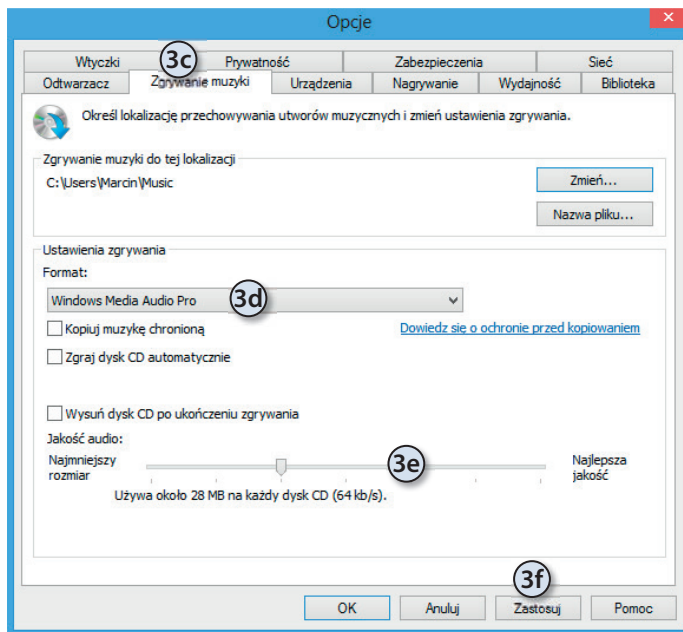 Opcje
Wtyczki 3c Prywatność Zabezpieczenia Sieć
Odtwarzacz Zgrywanie muzyki Urządzenia Nagrywanie Wydajność Biblioteka
Określ lokalizację przechowywania utworów muzycznych i zmień ustawienia zgrywania.
Zgrywanie muzyki do tej lokalizacji
C:\Users\Marcin\Music
Zmień...
Nazwa pliku...
Ustawienia zgrywania
Format:
Windows Media Audio Pro 3d
Kopiuj muzykę chronioną Dowiedz się o ochronie przed kopiowaniem
Zgraj dysk CD automatycznie
Wysuń dysk CD po ukończeniu zgrywania
Jakość audio:
Najmniejszy rozmiar 3e Najlepsza jakość
Używa około 28 MB na każdy dysk CD (64 kb/s).
3f
OK Anuluj Zastosuj Pomoc